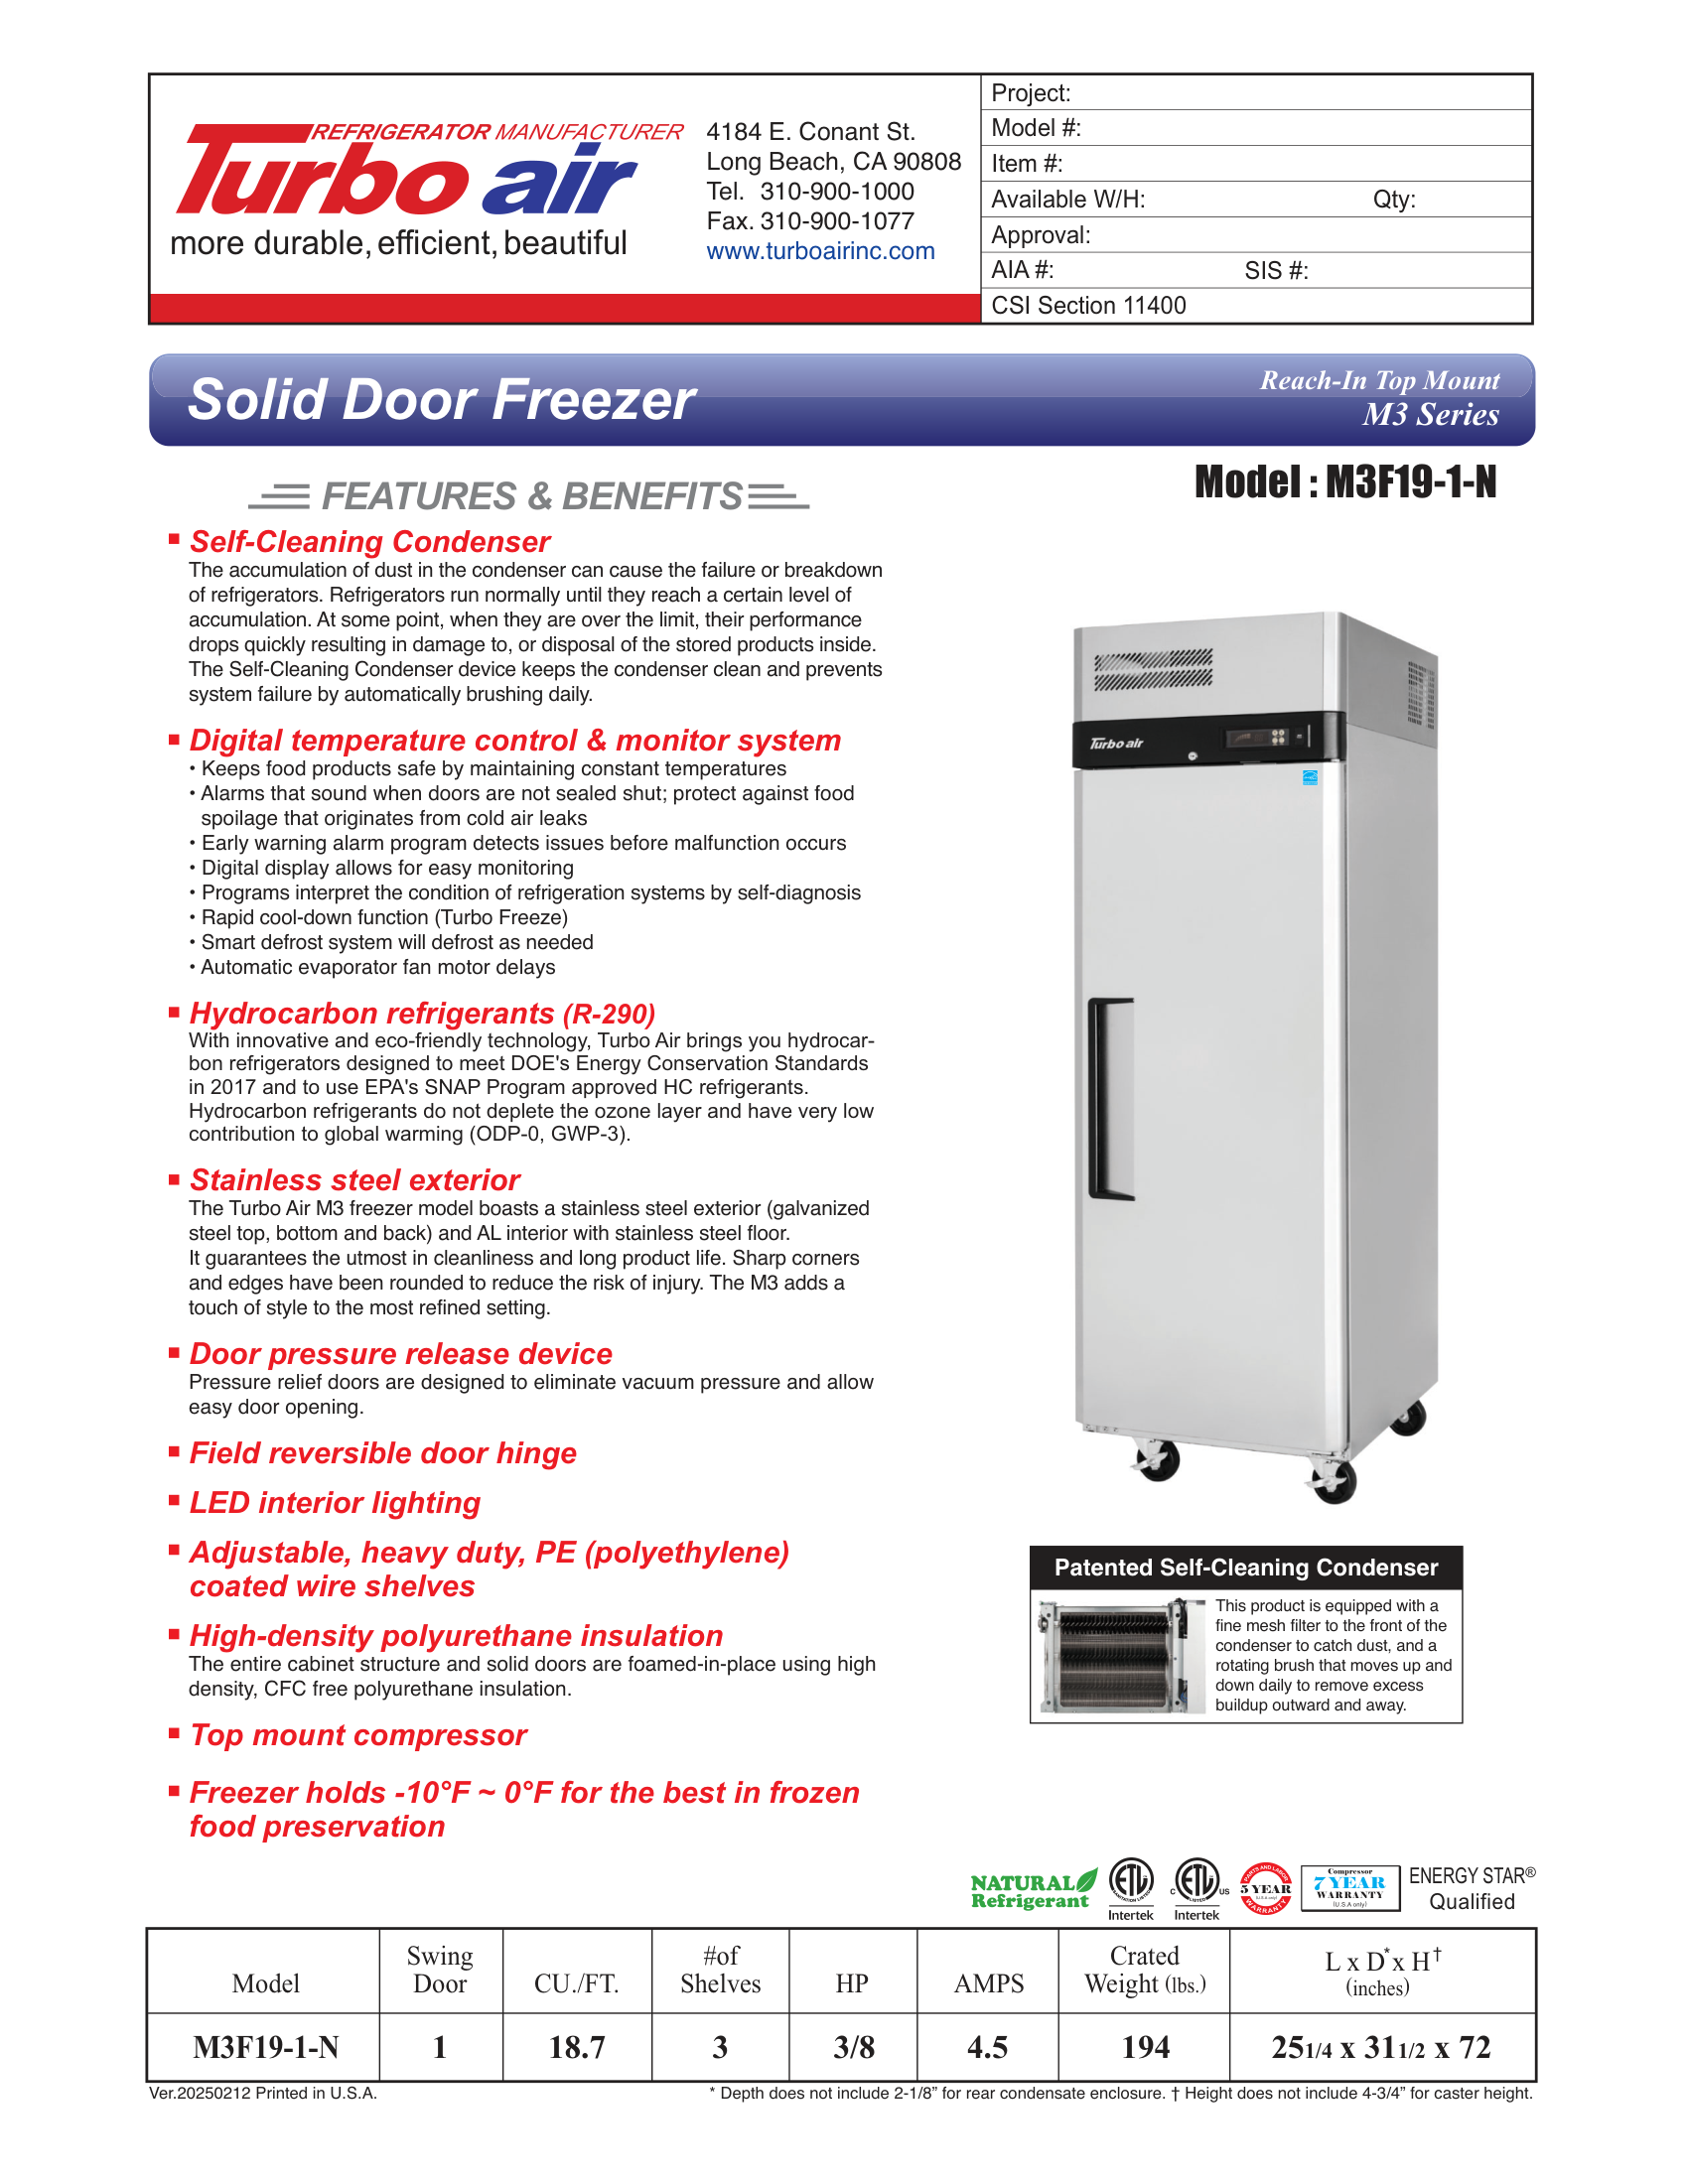 REFRIGERATOR MANUFACTURER
Turbo air
more durable, efficient, beautiful
4184 E. Conant St.
Long Beach, CA 90808
Tel. 310-900-1000
Fax. 310-900-1077
www.turboairinc.com
Project:
Model #:
Item #:
Available W/H: Qty:
Approval:
AIA #: SIS #:
CSI Section 11400
Solid Door Freezer
Reach-In Top Mount
M3 Series
Model : M3F19-1-N
FEATURES & BENEFITS
Self-Cleaning Condenser
The accumulation of dust in the condenser can cause the failure or breakdown
of refrigerators. Refrigerators run normally until they reach a certain level of
accumulation. At some point, when they are over the limit, their performance
drops quickly resulting in damage to, or disposal of the stored products inside.
The Self-Cleaning Condenser device keeps the condenser clean and prevents
system failure by automatically brushing daily.
Digital temperature control & monitor system
• Keeps food products safe by maintaining constant temperatures
• Alarms that sound when doors are not sealed shut; protect against food
spoilage that originates from cold air leaks
• Early warning alarm program detects issues before malfunction occurs
• Digital display allows for easy monitoring
• Programs interpret the condition of refrigeration systems by self-diagnosis
• Rapid cool-down function (Turbo Freeze)
• Smart defrost system will defrost as needed
• Automatic evaporator fan motor delays
Hydrocarbon refrigerants (R-290)
With innovative and eco-friendly technology, Turbo Air brings you hydrocar-
bon refrigerators designed to meet DOE's Energy Conservation Standards
in 2017 and to use EPA's SNAP Program approved HC refrigerants.
Hydrocarbon refrigerants do not deplete the ozone layer and have very low
contribution to global warming (ODP-0, GWP-3).
Stainless steel exterior
The Turbo Air M3 freezer model boasts a stainless steel exterior (galvanized
steel top, bottom and back) and AL interior with stainless steel floor.
It guarantees the utmost in cleanliness and long product life. Sharp corners
and edges have been rounded to reduce the risk of injury. The M3 adds a
touch of style to the most refined setting.
Door pressure release device
Pressure relief doors are designed to eliminate vacuum pressure and allow
easy door opening.
Field reversible door hinge
LED interior lighting
Adjustable, heavy duty, PE (polyethylene)
coated wire shelves
High-density polyurethane insulation
The entire cabinet structure and solid doors are foamed-in-place using high
density, CFC free polyurethane insulation.
Top mount compressor
Freezer holds -10°F ~ 0°F for the best in frozen
food preservation
Turbo air
Patented Self-Cleaning Condenser
This product is equipped with a
fine mesh filter to the front of the
condenser to catch dust, and a
rotating brush that moves up and
down daily to remove excess
buildup outward and away.
NATURAL
Refrigerant
ETL
SANITATION LISTED
Intertek
C ETL US
LISTED
Intertek
PARTS AND LABOR
5 YEAR
(U.S.A only)
WARRANTY
Compressor
7 YEAR
WARRANTY
(U.S.A only)
ENERGY STAR®
Qualified
Model Swing Door CU./FT. #of Shelves HP AMPS Crated Weight (lbs.) L x D* x H† (inches)
M3F19-1-N 1 18.7 3 3/8 4.5 194 25 1/4 x 31 1/2 x 72
Ver.20250212 Printed in U.S.A.
* Depth does not include 2-1/8” for rear condensate enclosure. † Height does not include 4-3/4” for caster height.